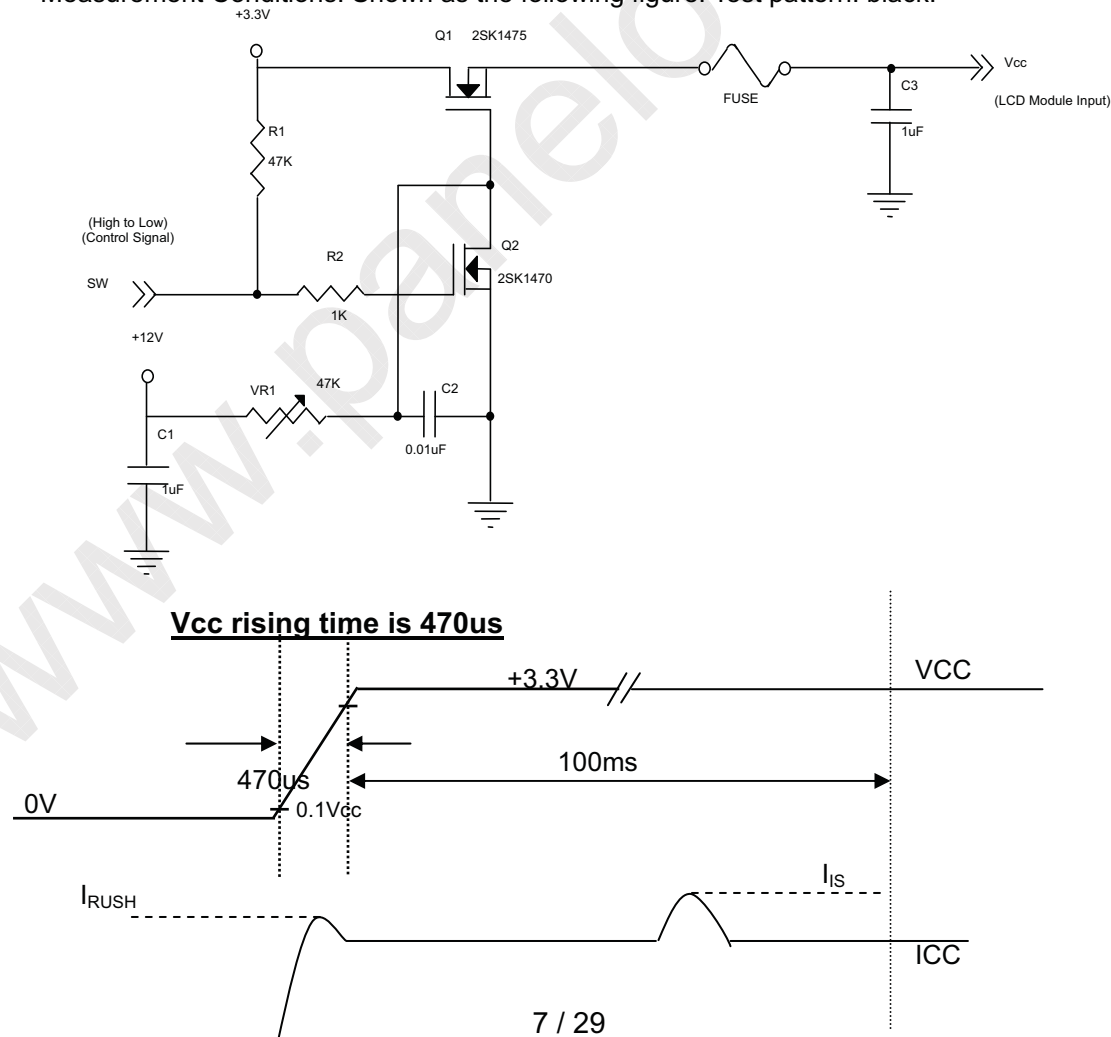 Measurement Conditions: Shown as the following figure. Test pattern: black.
+3.3V
Q1 2SK1475
FUSE
Vcc
(LCD Module Input)
C3
1uF
R1
47K
(High to Low)
(Control Signal)
SW
R2
1K
Q2
2SK1470
+12V
VR1
47K
C2
0.01uF
C1
1uF
Vcc rising time is 470us
+3.3V
VCC
470us
100ms
0V
0.1Vcc
IRUSH
IIS
ICC
7 / 29
www.panelo